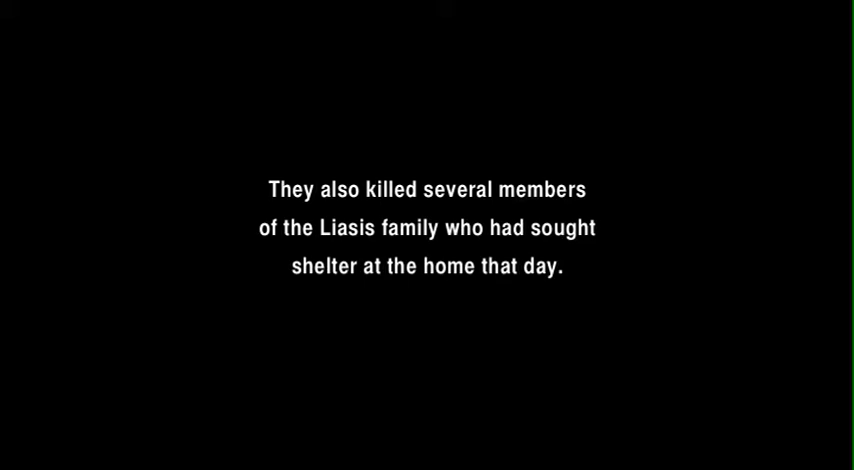 They also killed several members
of the Liasis family who had sought
shelter at the home that day.